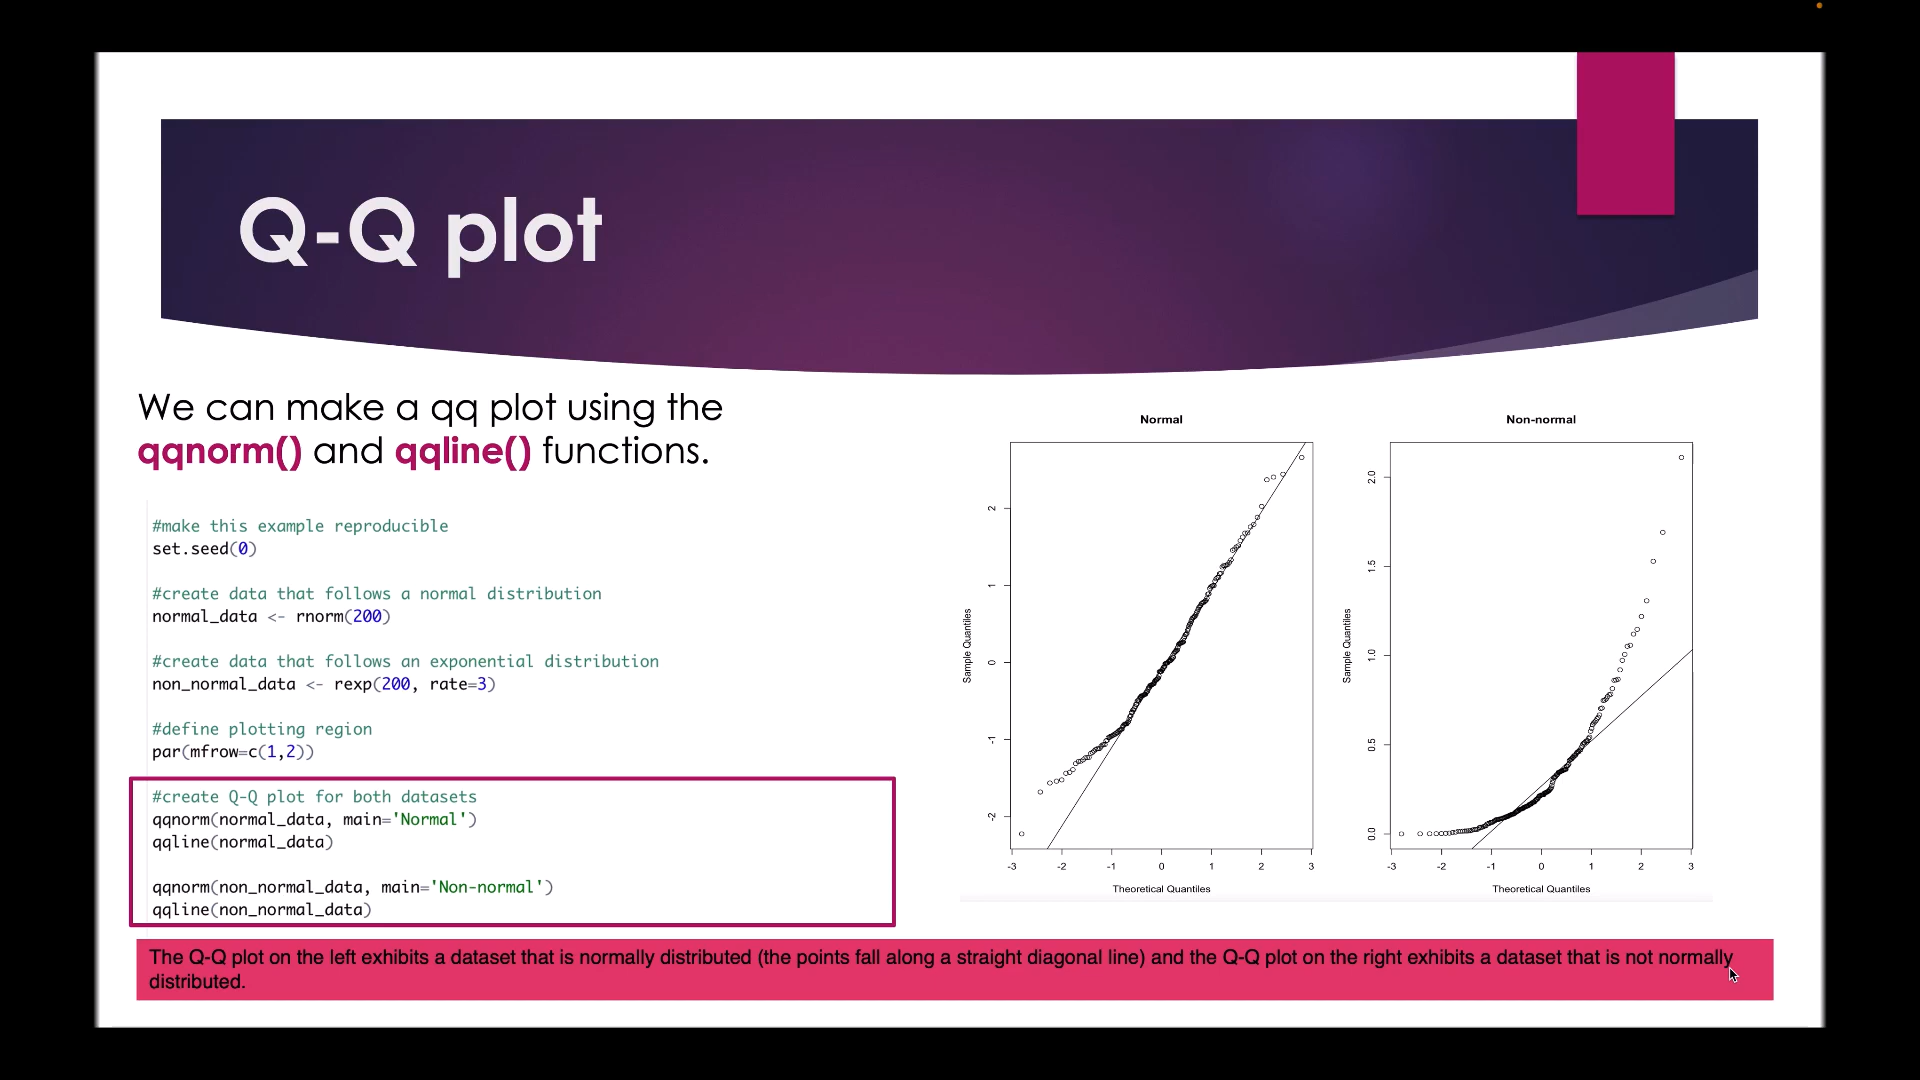 Q-Q plot
We can make a qq plot using the
qqnorm() and qqline() functions.
#make this example reproducible
set.seed(0)
#create data that follows a normal distribution
normal_data <- rnorm(200)
#create data that follows an exponential distribution
non_normal_data <- rexp(200, rate=3)
#define plotting region
par(mfrow=c(1,2))
#create Q-Q plot for both datasets
qqnorm(normal_data, main='Normal')
qqline(normal_data)
qqnorm(non_normal_data, main='Non-normal')
qqline(non_normal_data)
Normal
Sample Quantiles
2
1
0
-1
-2
-3 -2 -1 0 1 2 3
Theoretical Quantiles
Non-normal
Sample Quantiles
2.0
1.5
1.0
0.5
0.0
-3 -2 -1 0 1 2 3
Theoretical Quantiles
The Q-Q plot on the left exhibits a dataset that is normally distributed (the points fall along a straight diagonal line) and the Q-Q plot on the right exhibits a dataset that is not normally
distributed.